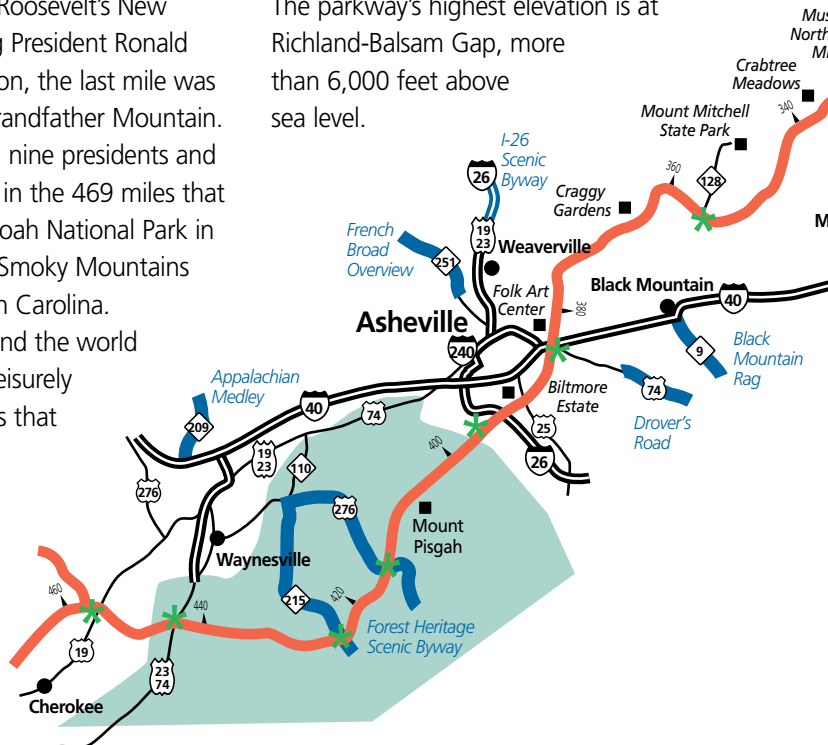 Roosevelt's New
President Ronald
on, the last mile was
randfather Mountain.
nine presidents and
in the 469 miles that
oah National Park in
Smoky Mountains
Carolina.
nd the world
eisurely
s that
The parkway's highest elevation is at
Richland-Balsam Gap, more
than 6,000 feet above
sea level.
Mus
North
Mi
Crabtree
Meadows
340
Mount Mitchell
State Park
128
360
I-26
Scenic
Byway
26
Craggy
Gardens
19
23
Weaverville
French
Broad
Overview
251
Folk Art
Center
380
Black Mountain
40
M
Asheville
240
9
Black
Mountain
Rag
74
Drover's
Road
Biltmore
Estate
25
26
Appalachian
Medley
209
40
74
400
19
23
110
276
276
Mount
Pisgah
Waynesville
215
420
Forest Heritage
Scenic Byway
460
440
19
23
74
Cherokee